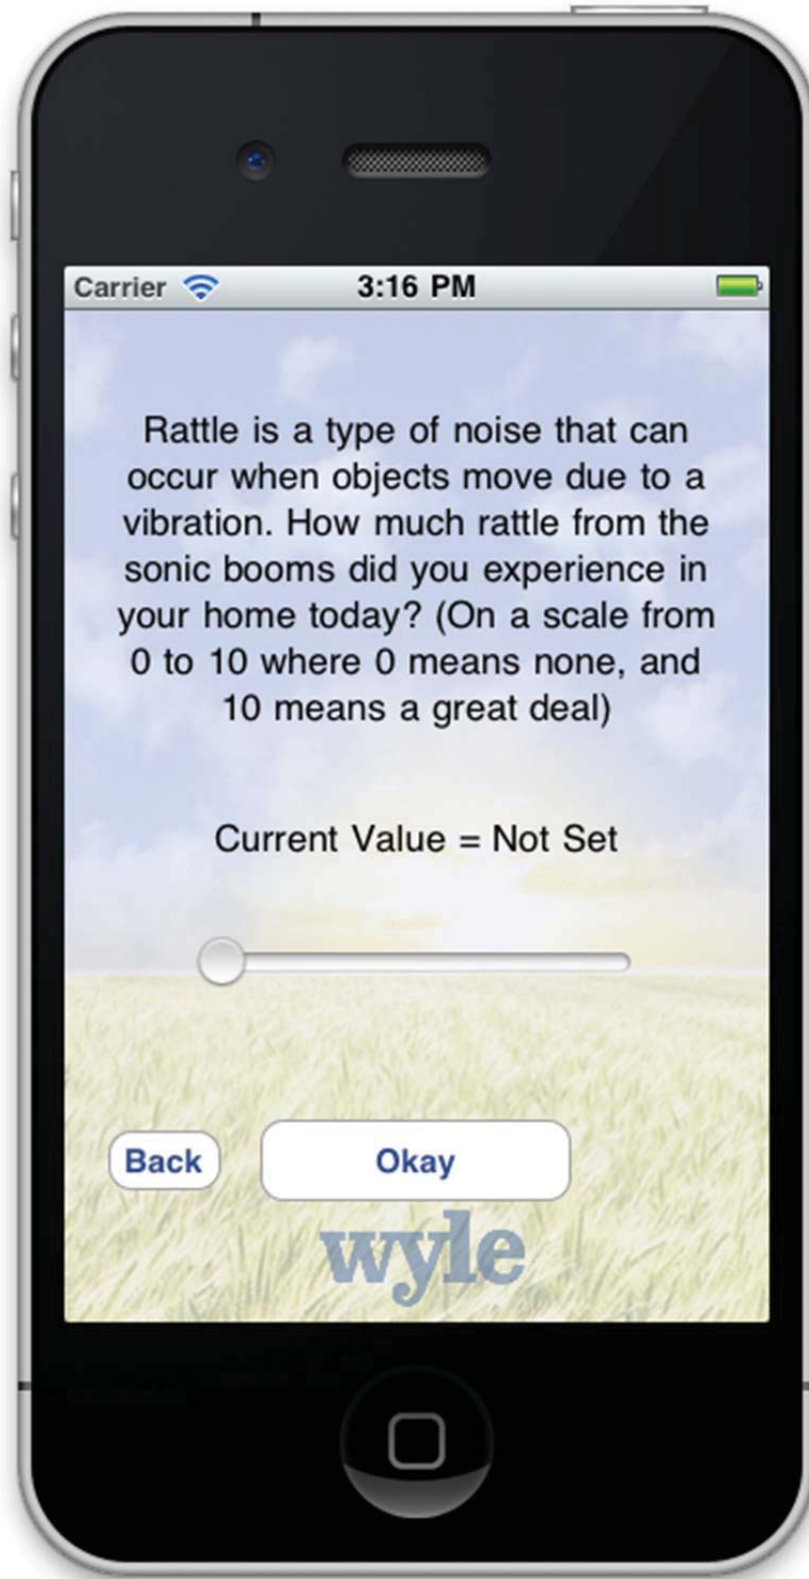 Carrier 3:16 PM
Rattle is a type of noise that can
occur when objects move due to a
vibration. How much rattle from the
sonic booms did you experience in
your home today? (On a scale from
0 to 10 where 0 means none, and
10 means a great deal)
Current Value = Not Set
Back Okay
wyle